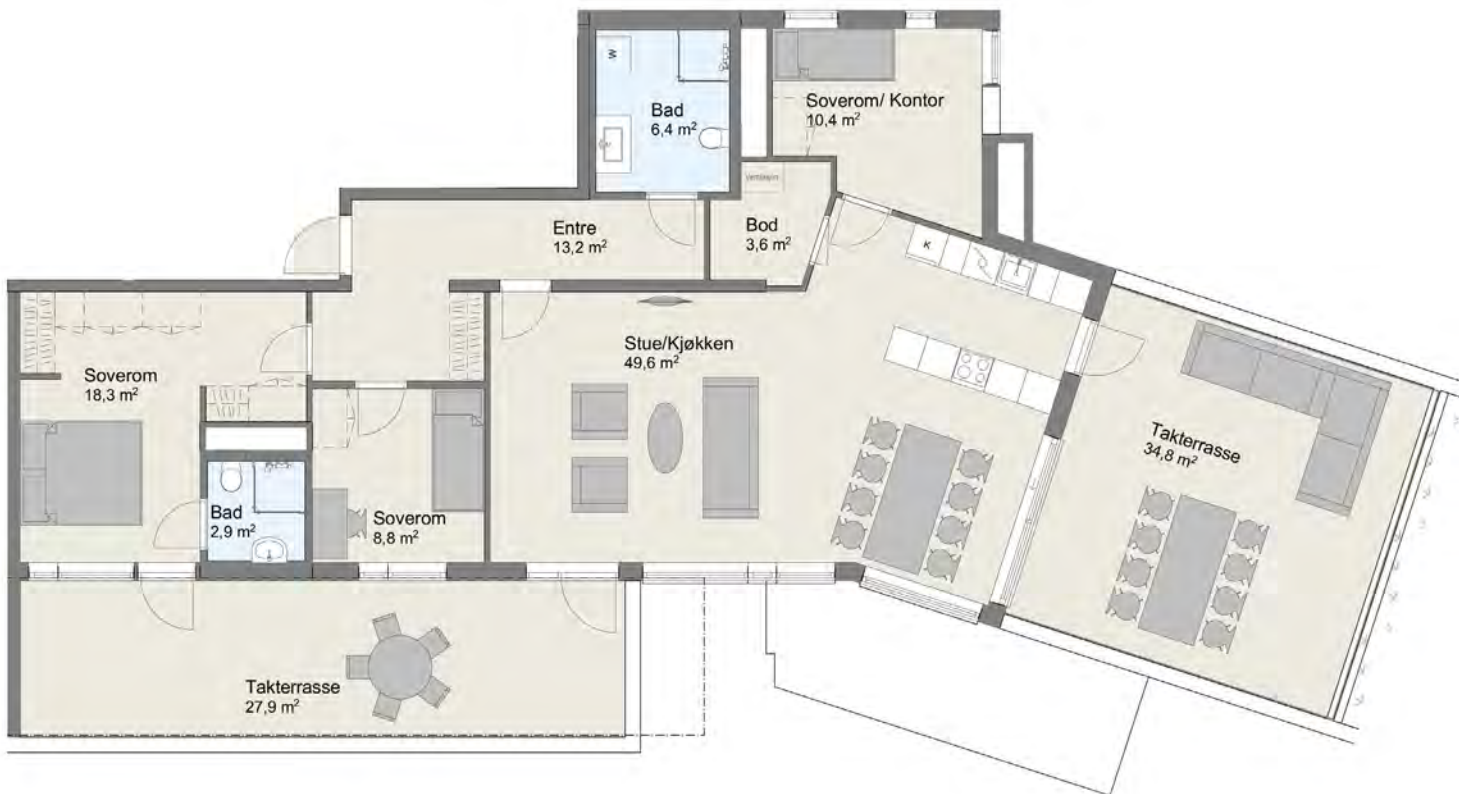 W
Bad
6,4 m²
Soverom/ Kontor
10,4 m²
Entre
13,2 m²
Bod
3,6 m²
K
Stue/Kjøkken
49,6 m²
Soverom
18,3 m²
Takterrasse
34,8 m²
Bad
2,9 m²
Soverom
8,8 m²
Takterrasse
27,9 m²